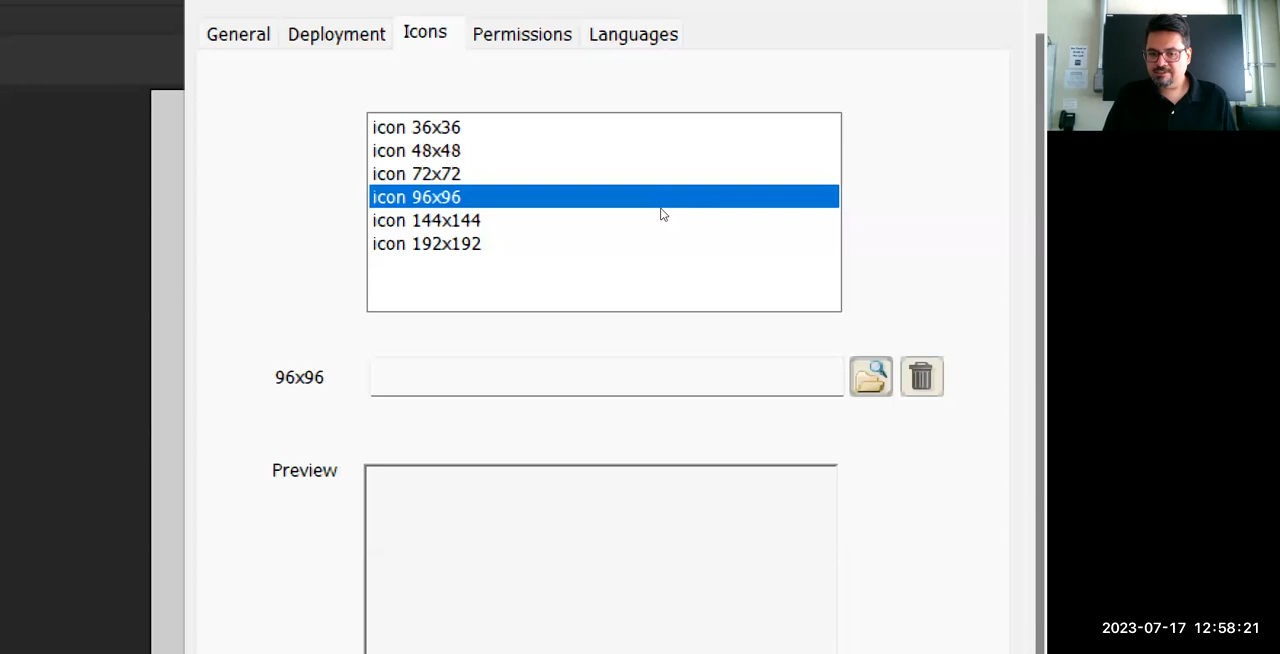 General Deployment Icons Permissions Languages
icon 36x36
icon 48x48
icon 72x72
icon 96x96
icon 144x144
icon 192x192
96x96
Preview
2023-07-17 12:58:21